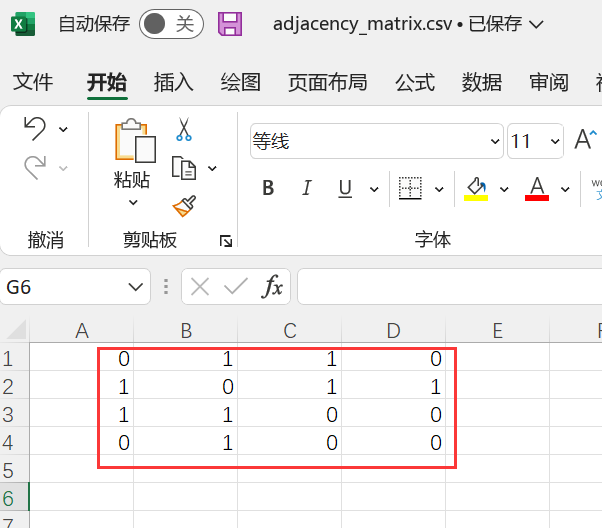 自动保存 关 adjacency_matrix.csv • 已保存
文件 开始 插入 绘图 页面布局 公式 数据 审阅
粘贴 等线 11 A
B I U A
撤消 剪贴板 字体
G6 fx
A B C D E
1 0 1 1 0
2 1 0 1 1
3 1 1 0 0
4 0 1 0 0
5
6
7